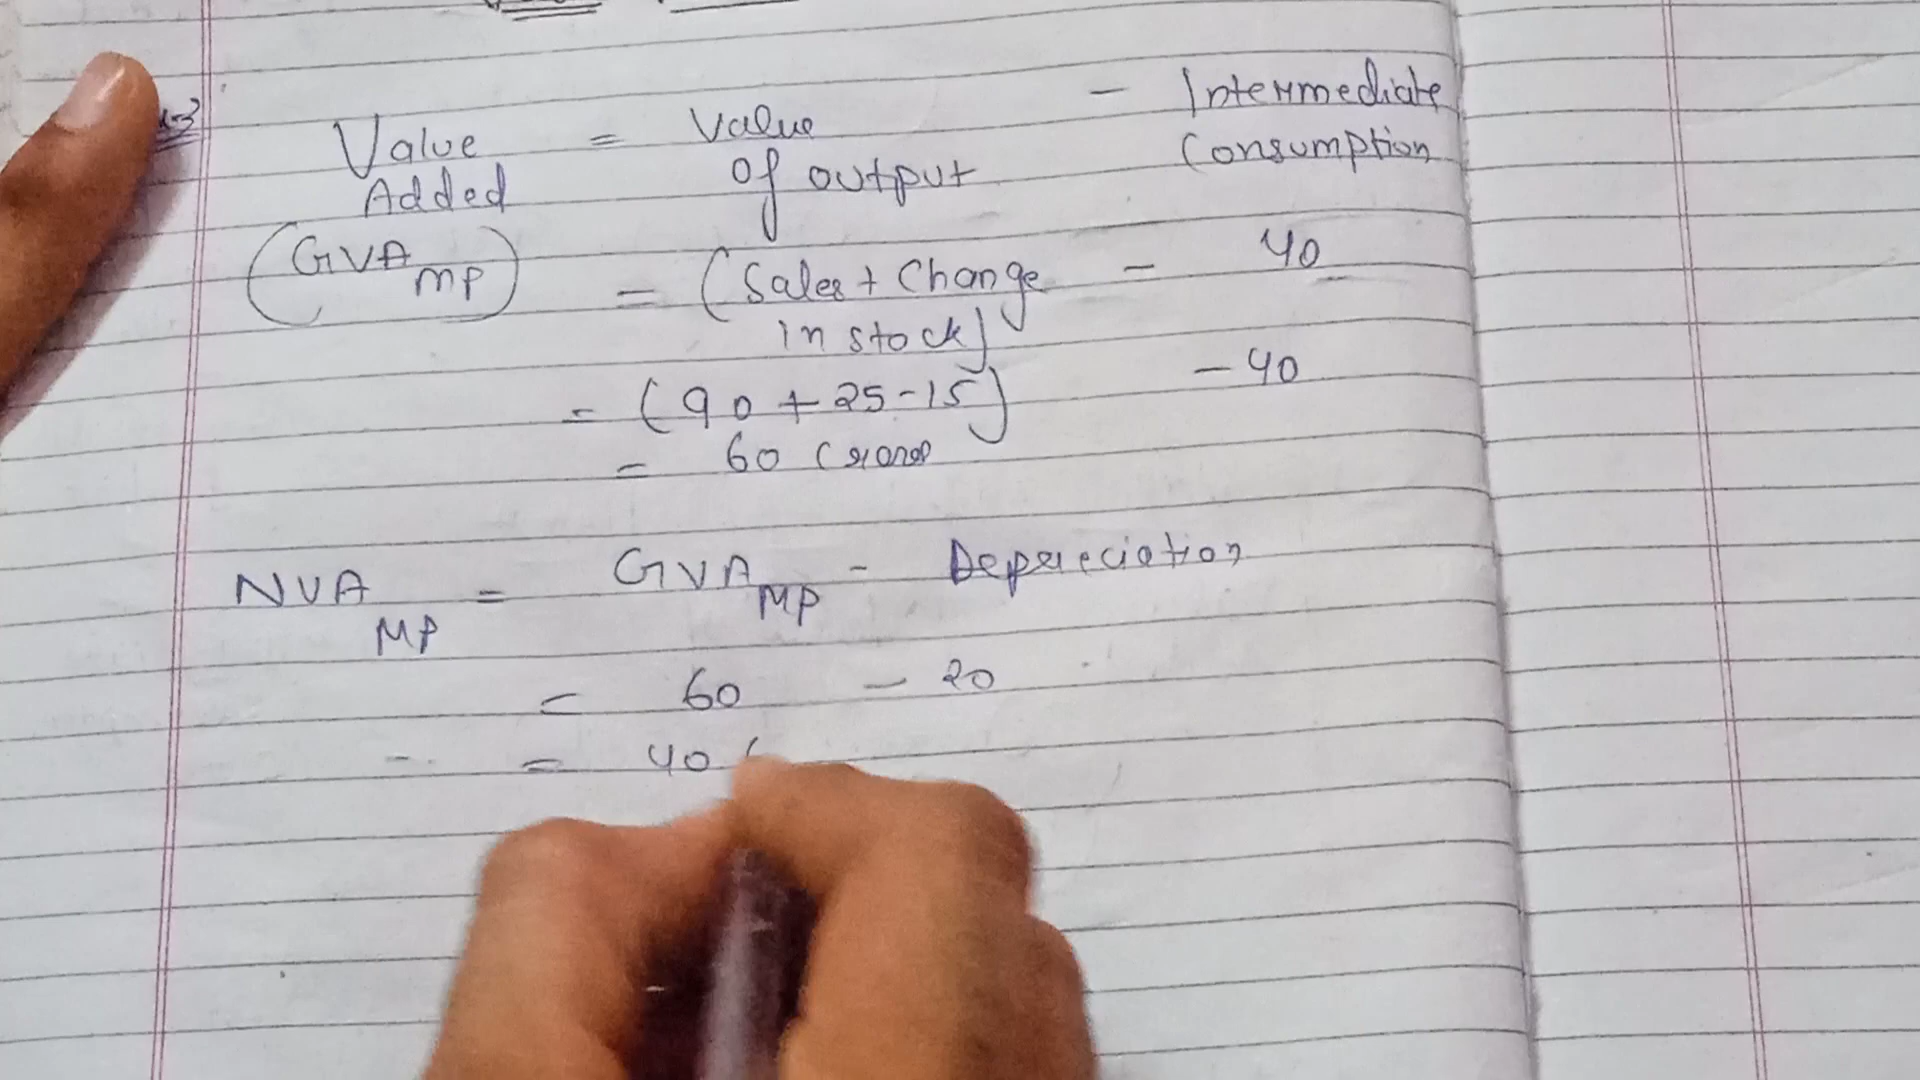 Value = Value - Intermediate
Added of output Consumption
(GVA MP) = (Sales + Change - 40
in stock)
= (90 + 25 - 15) - 40
= 60 Crores
NVA MP = GVA MP - Depreciation
= 60 - 20
= 40 (